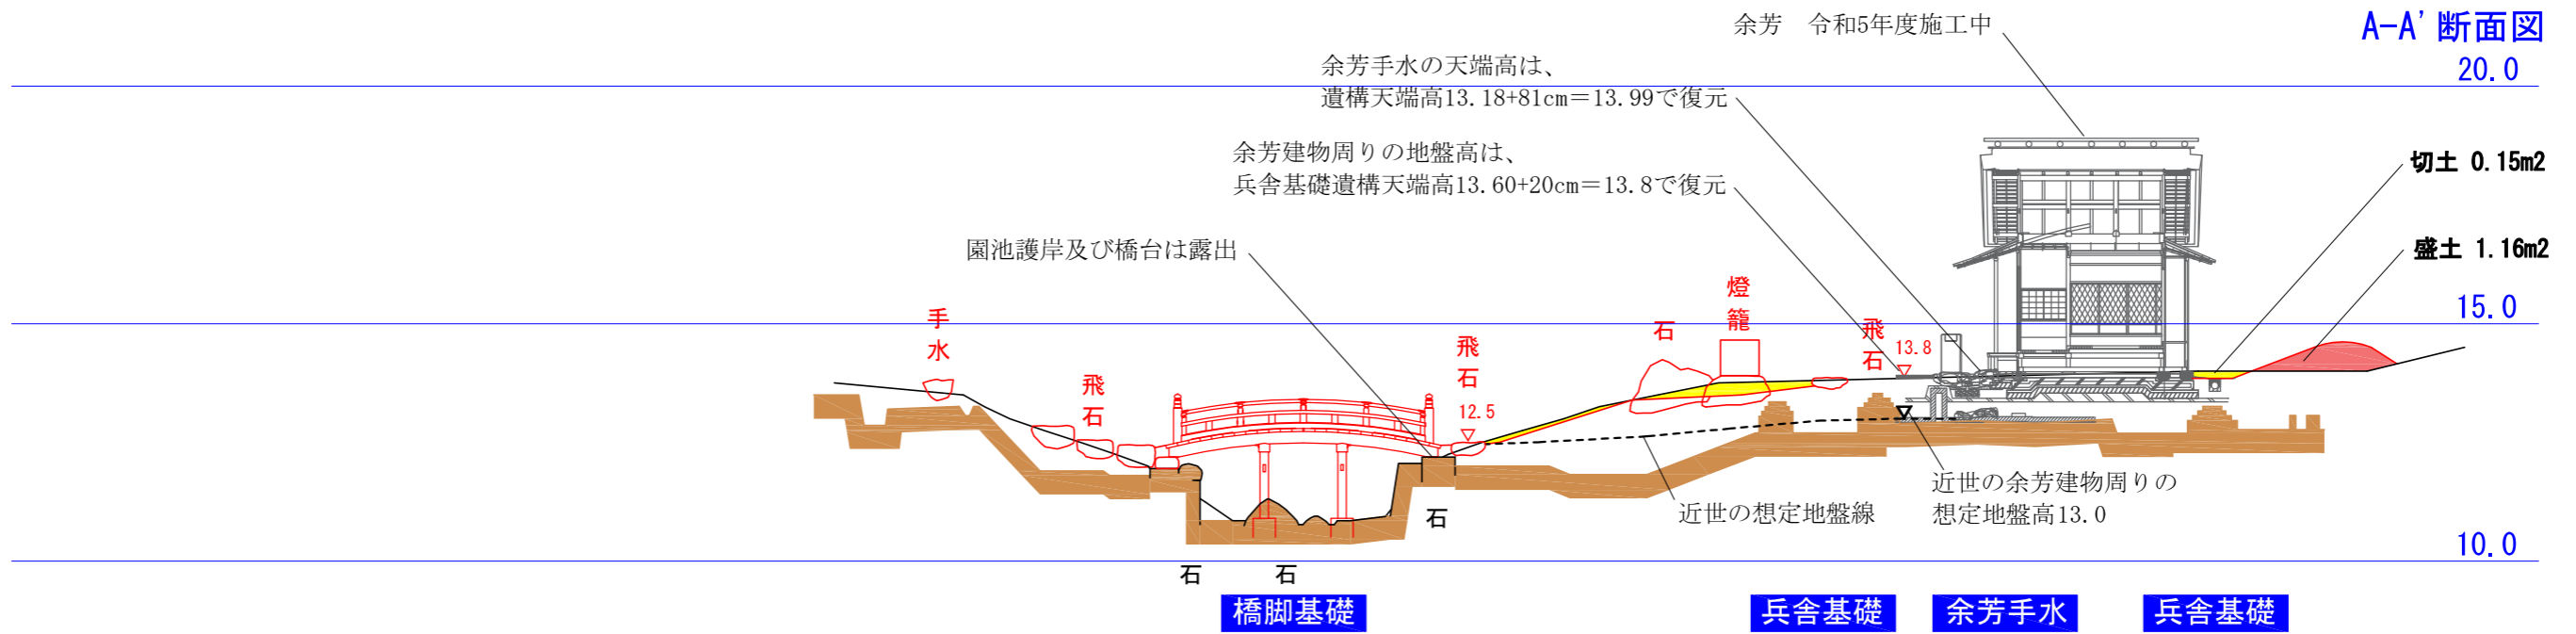 A-A'断面図
余芳　令和5年度施工中
20.0
余芳手水の天端高は、
遺構天端高13.18+81cm＝13.99で復元
余芳建物周りの地盤高は、
兵舎基礎遺構天端高13.60+20cm＝13.8で復元
切土 0.15m2
盛土 1.16m2
園池護岸及び橋台は露出
15.0
手水
飛石
飛石
12.5
石
燈籠
飛石
13.8
近世の想定地盤線
近世の余芳建物周りの
想定地盤高13.0
石
10.0
石
石
橋脚基礎
兵舎基礎
余芳手水
兵舎基礎